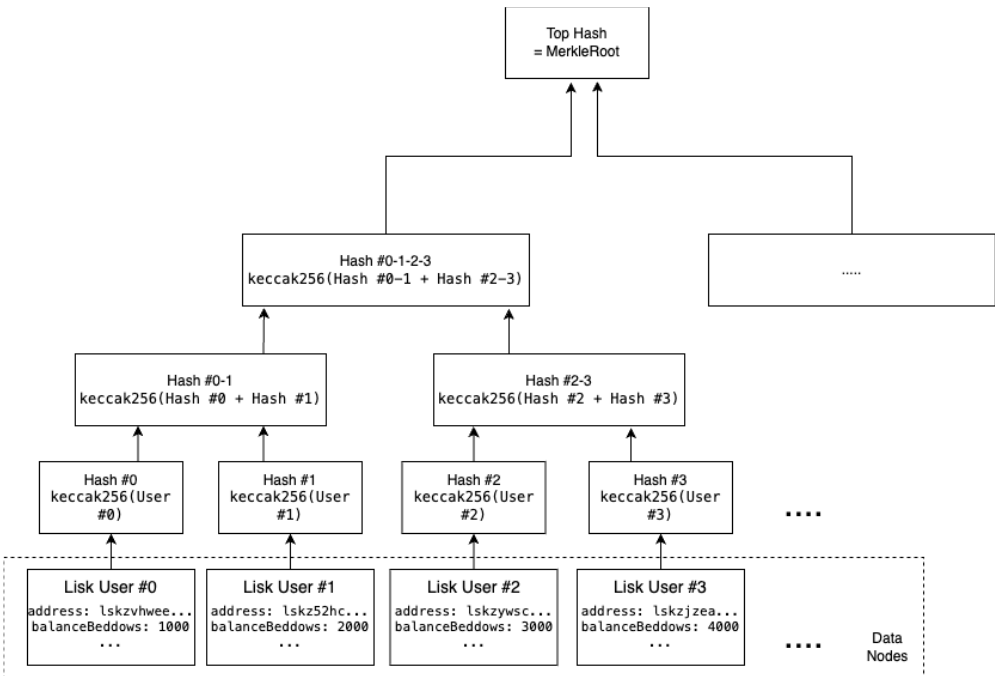 Top Hash
= MerkleRoot
Hash #0-1-2-3
keccak256(Hash #0-1 + Hash #2-3)
.....
Hash #0-1
keccak256(Hash #0 + Hash #1)
Hash #2-3
keccak256(Hash #2 + Hash #3)
Hash #0
keccak256(User
#0)
Hash #1
keccak256(User
#1)
Hash #2
keccak256(User
#2)
Hash #3
keccak256(User
#3)
....
Lisk User #0
address: lskzvhwee...
balanceBeddows: 1000
...
Lisk User #1
address: lskz52hc...
balanceBeddows: 2000
...
Lisk User #2
address: lskzywsc...
balanceBeddows: 3000
...
Lisk User #3
address: lskzjzea...
balanceBeddows: 4000
...
....
Data
Nodes